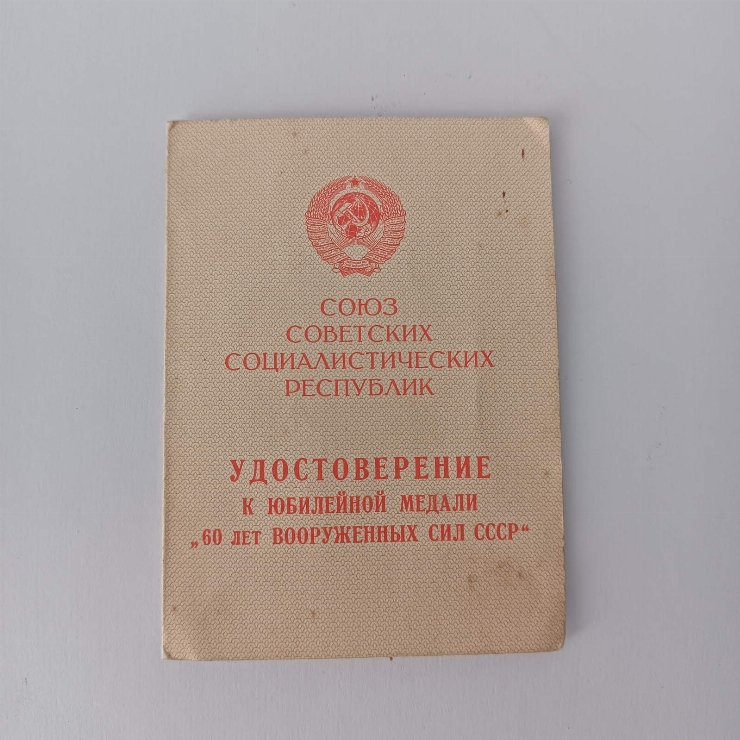 СОЮЗ
СОВЕТСКИХ
СОЦИАЛИСТИЧЕСКИХ
РЕСПУБЛИК
УДОСТОВЕРЕНИЕ
К ЮБИЛЕЙНОЙ МЕДАЛИ
„60 лет ВООРУЖЕННЫХ СИЛ СССР“